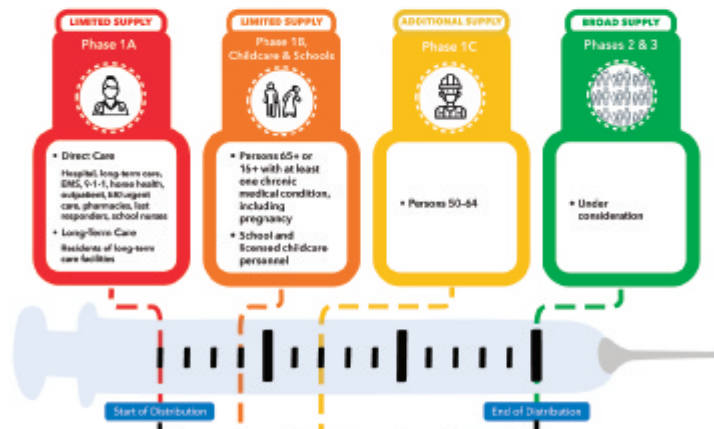 LIMITED SUPPLY
Phase 1A
• Direct Care
Hospital, long-term care,
EMS, 9-1-1, home health,
outpatient, ER/urgent
care, pharmacies, last
responders, school nurses
• Long-Term Care
Residents of long-term
care facilities
LIMITED SUPPLY
Phase 1B,
Childcare & Schools
• Persons 65+ or
16+ with at least
one chronic
medical condition,
including
pregnancy
• School and
licensed childcare
personnel
ADDITIONAL SUPPLY
Phase 1C
• Persons 50-64
BROAD SUPPLY
Phases 2 & 3
• Under
consideration
Start of Distribution
End of Distribution